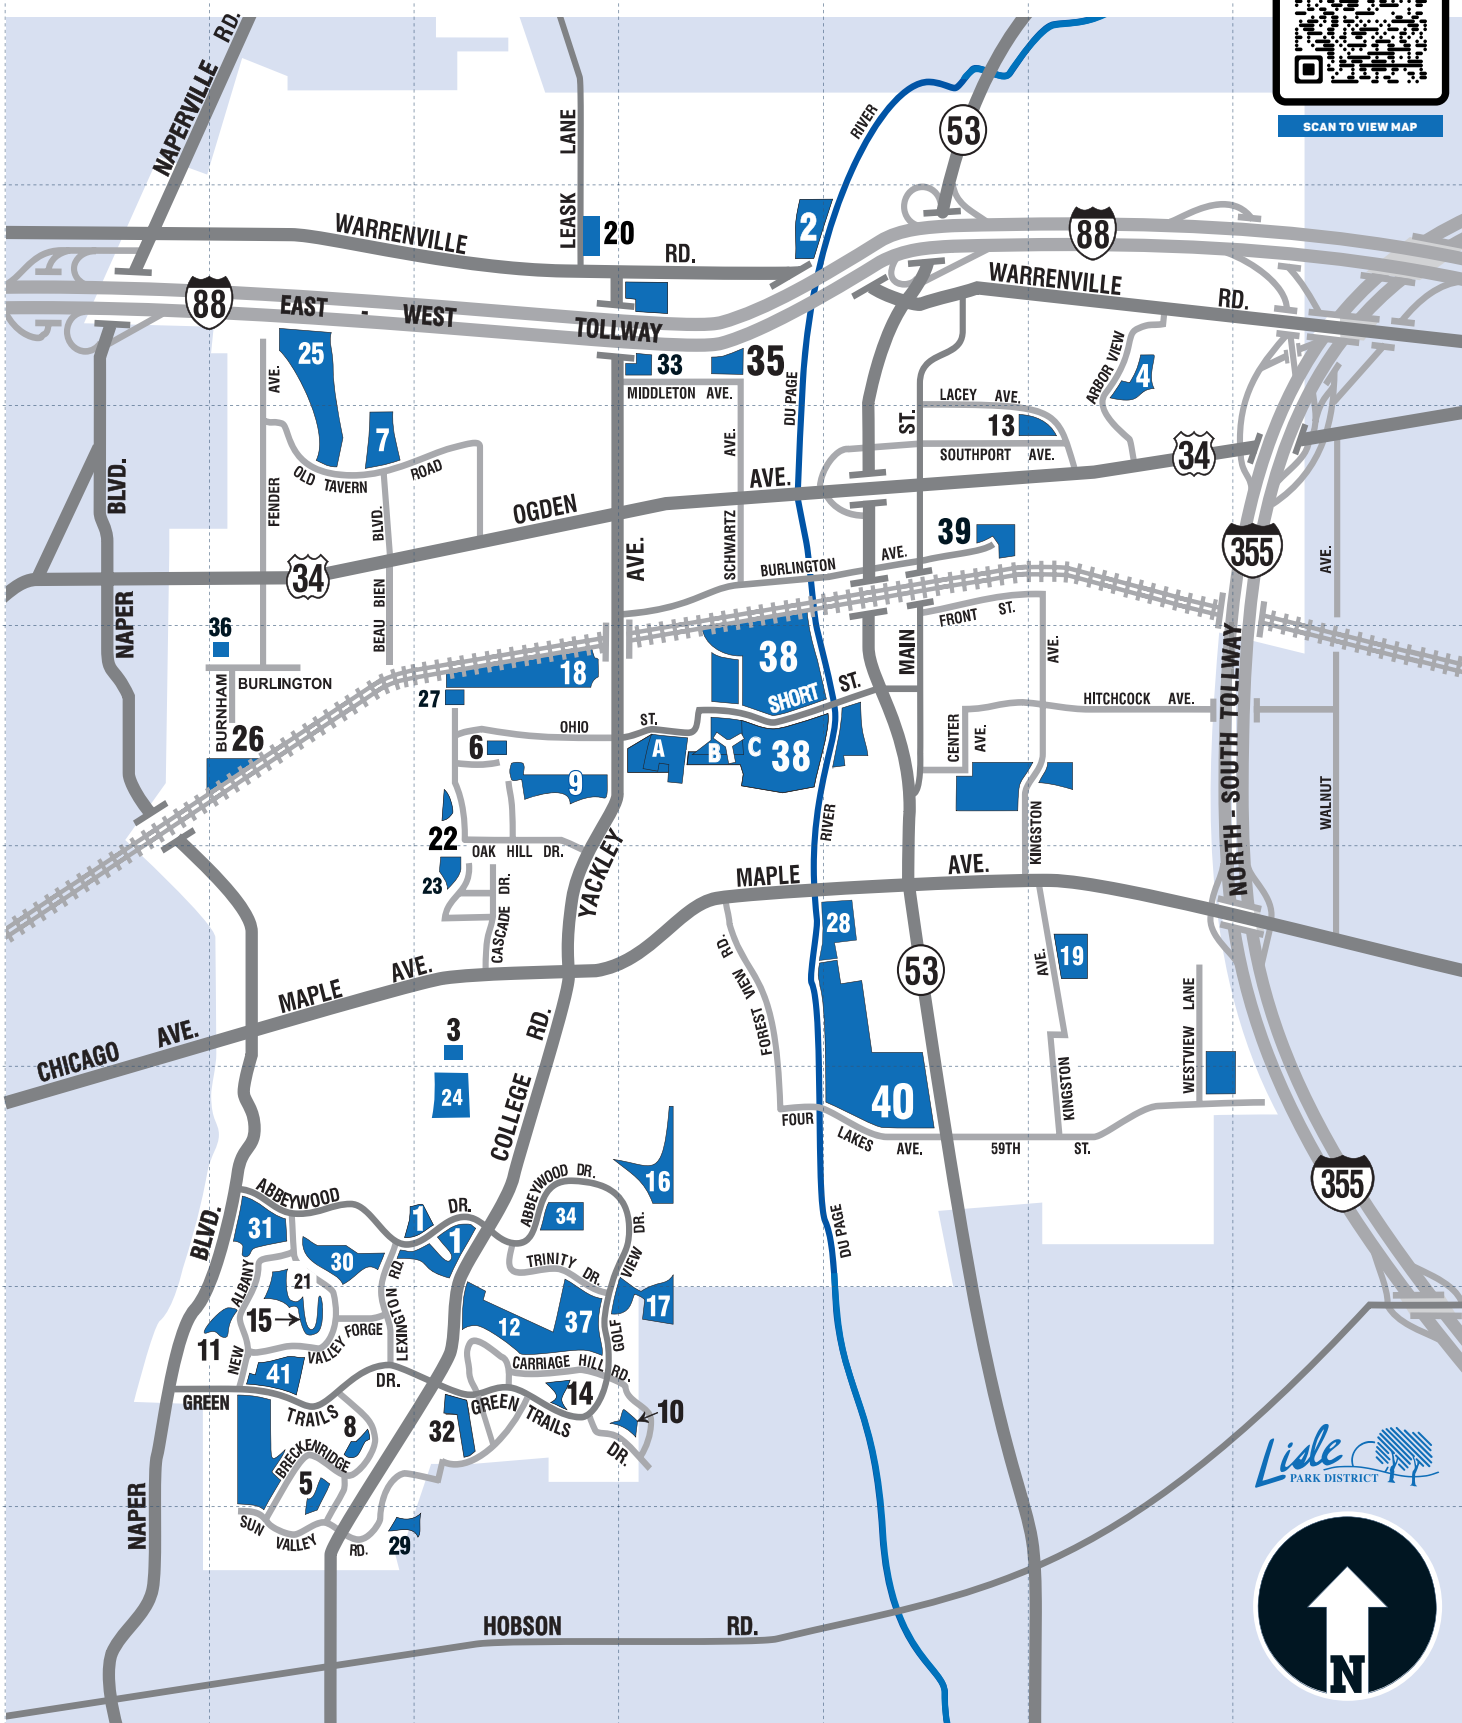 NAPERVILLE RD.
SCAN TO VIEW MAP
LEASK LANE
RIVER
53
WARRENVILLE RD.
20
2
88
88
EAST - WEST TOLLWAY
WARRENVILLE RD.
25
33
35
MIDDLETON AVE.
DU PAGE
ARBOR VIEW
4
LACEY AVE.
13
SOUTHPORT AVE.
34
FENDER AVE.
7
OLD TAVERN ROAD
OGDEN AVE.
NAPER BLVD.
34
BEAU BIEN BLVD.
YACKLEY AVE.
SCHWARTZ AVE.
BURLINGTON AVE.
39
355
WALNUT AVE.
MAIN ST.
FRONT ST.
36
BURLINGTON
BURNHAM
26
18
27
38
SHORT ST.
OHIO ST.
6
9
A
B
C
38
HITCHCOCK AVE.
CENTER AVE.
KINGSTON AVE.
NORTH - SOUTH TOLLWAY
22
23
OAK HILL DR.
CASCADE DR.
RIVER
MAPLE AVE.
28
53
19
KINGSTON AVE.
FOREST VIEW RD.
WESTVIEW LANE
CHICAGO AVE.
MAPLE AVE.
3
24
COLLEGE RD.
40
FOUR LAKES AVE.
59TH ST.
355
16
DU PAGE
NAPER BLVD.
ABBEYWOOD DR.
ABBEYWOOD DR.
31
1
1
30
34
TRINITY DR.
GOLF VIEW DR.
17
NEW ALBANY
21
15
11
VALLEY FORGE
LEXINGTON RD.
12
37
CARRIAGE HILL RD.
41
GREEN TRAILS DR.
GREEN TRAILS DR.
14
10
32
8
BRECKENRIDGE
5
SUN VALLEY RD.
29
HOBSON RD.
Lisle
PARK DISTRICT
N